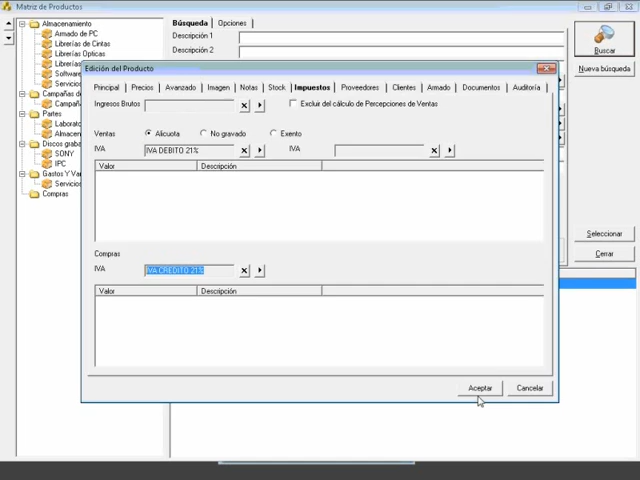 Matriz de Productos
Almacenamiento
Armado de PC
Librerías de Cintas
Librerías Opticas
Librerías
Software
Servicios
Campañas de
Campaña
Partes
Laborato
Almacen
Discos graba
SONY
IPC
Gastos Y Var
Servicios
Compras
Búsqueda
Opciones
Descripción 1
Descripción 2
Buscar
Nueva búsqueda
Seleccionar
Cerrar
Edición del Producto
Principal
Precios
Avanzado
Imagen
Notas
Stock
Impuestos
Proveedores
Clientes
Armado
Documentos
Auditoría
Ingresos Brutos
Excluir del cálculo de Percepciones de Ventas
Ventas
Alicuota
No gravado
Exento
IVA
IVA DEBITO 21%
IVA
Valor
Descripción
Compras
IVA
IVA CREDITO 21%
Valor
Descripción
Aceptar
Cancelar